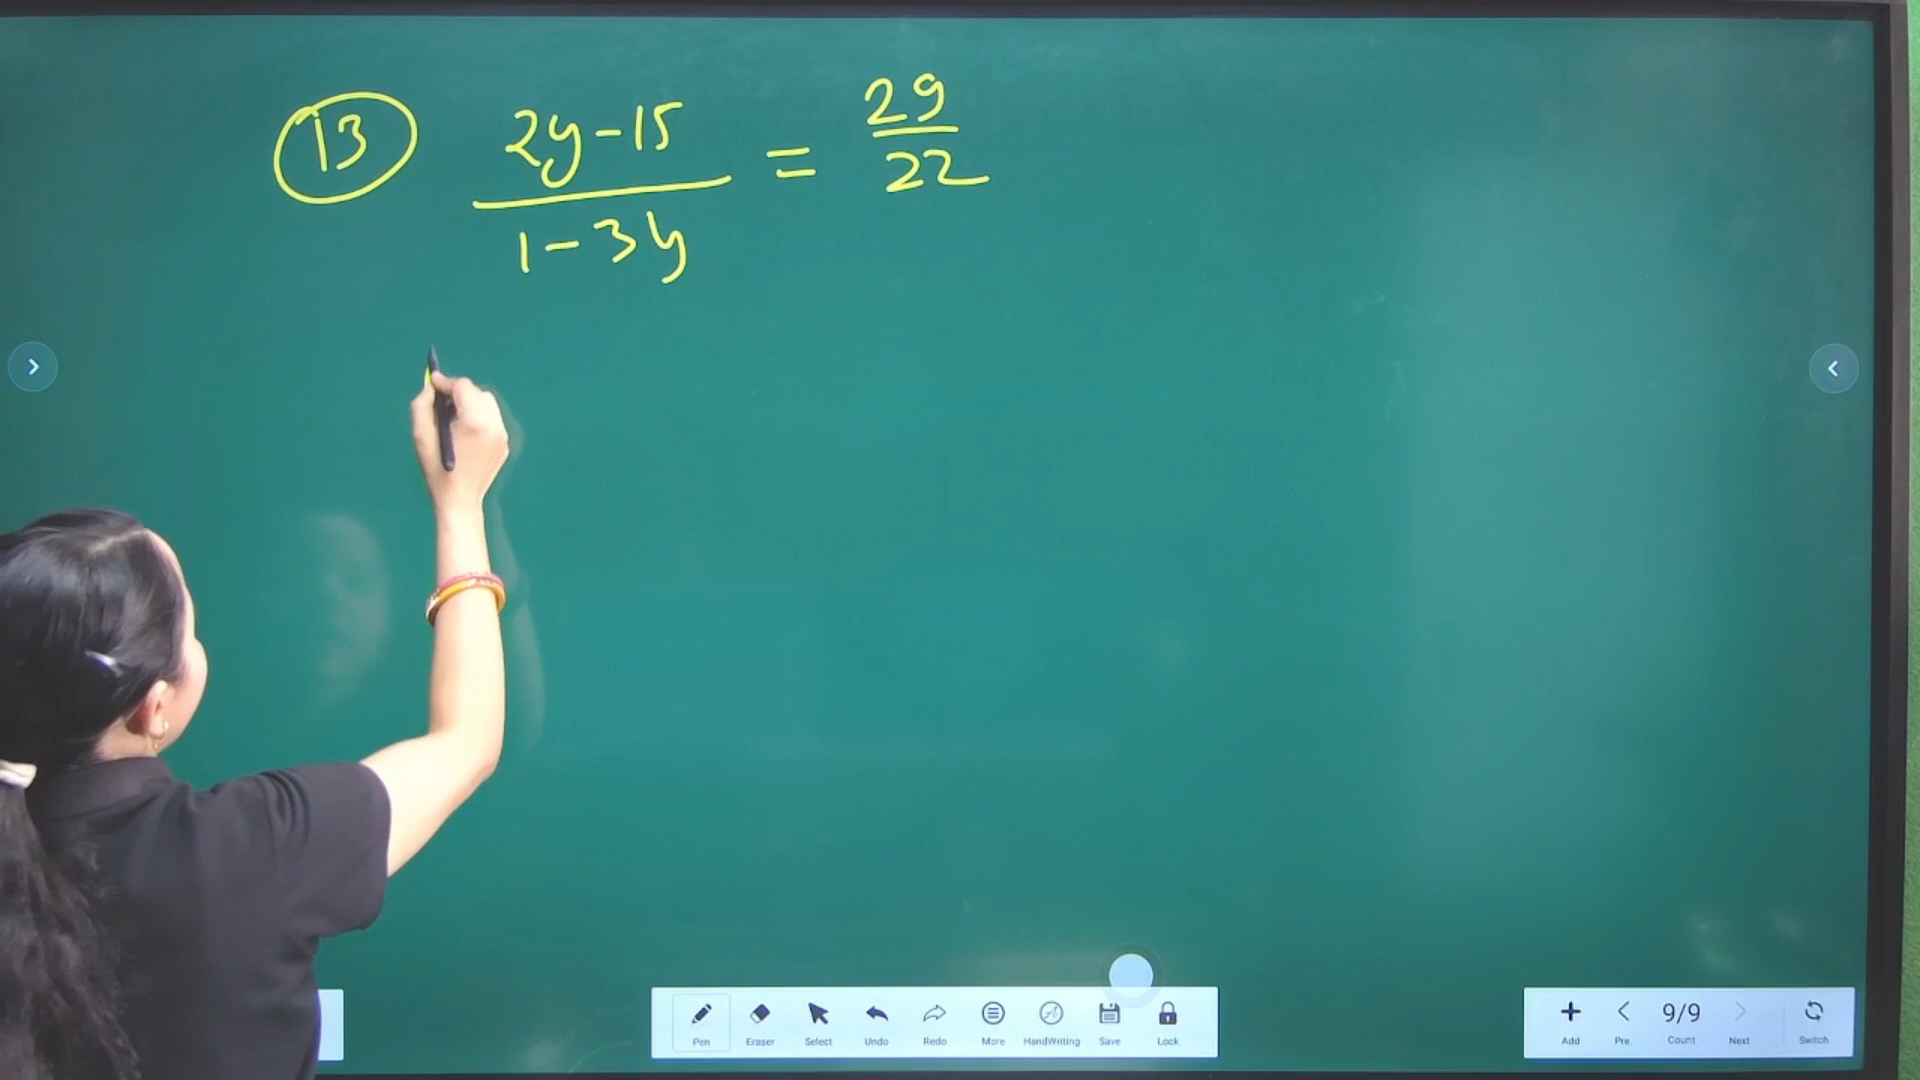 13 (2y-15)/(1-3y) = 29/22
9/9
Pen Eraser Select Undo Redo More HandWriting Save Lock Add Pre. Count Next Switch